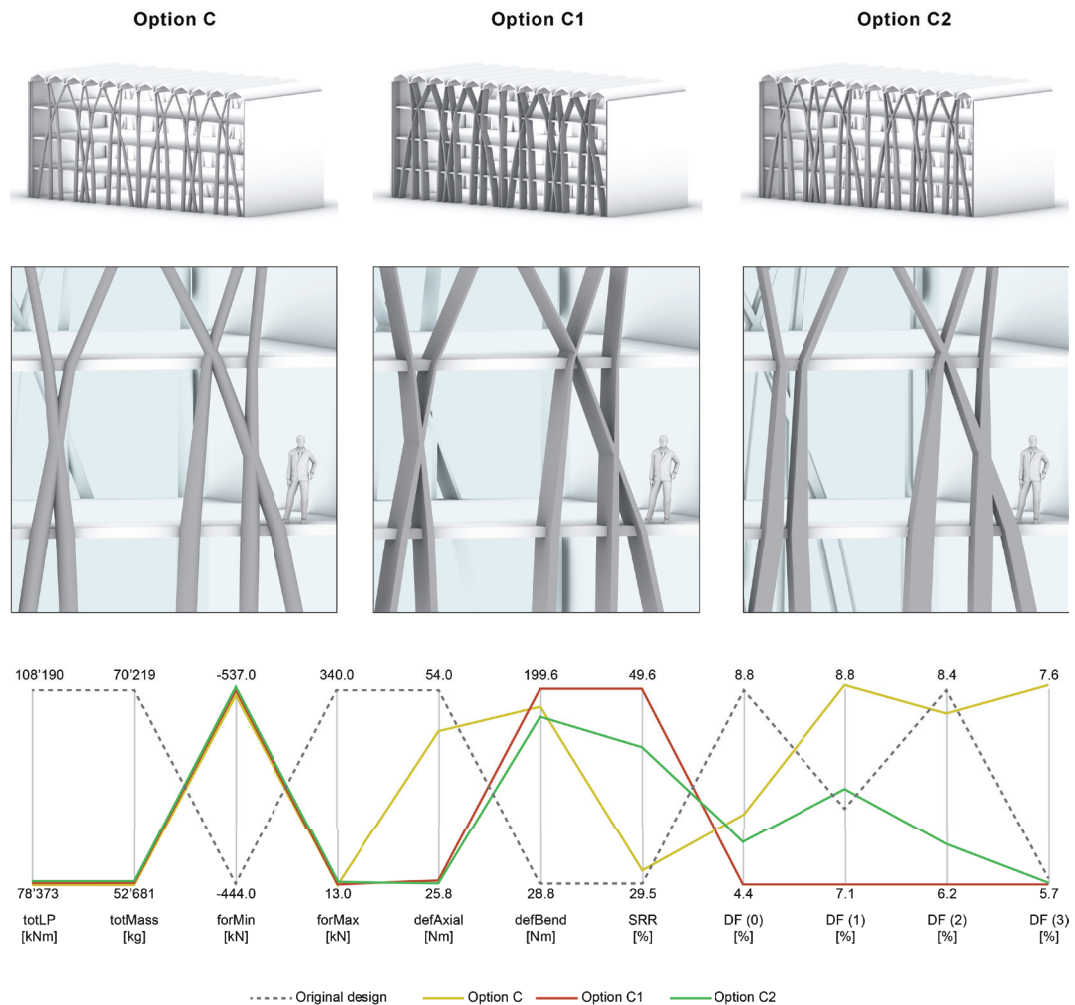 Option C Option C1 Option C2
108'190 70'219 -537.0 340.0 54.0 199.6 49.6 8.8 8.8 8.4 7.6
78'373 52'681 -444.0 13.0 25.8 28.8 29.5 4.4 7.1 6.2 5.7
totLP totMass forMin forMax defAxial defBend SRR DF (0) DF (1) DF (2) DF (3)
[kNm] [kg] [kN] [kN] [Nm] [Nm] [%] [%] [%] [%] [%]
Original design Option C Option C1 Option C2